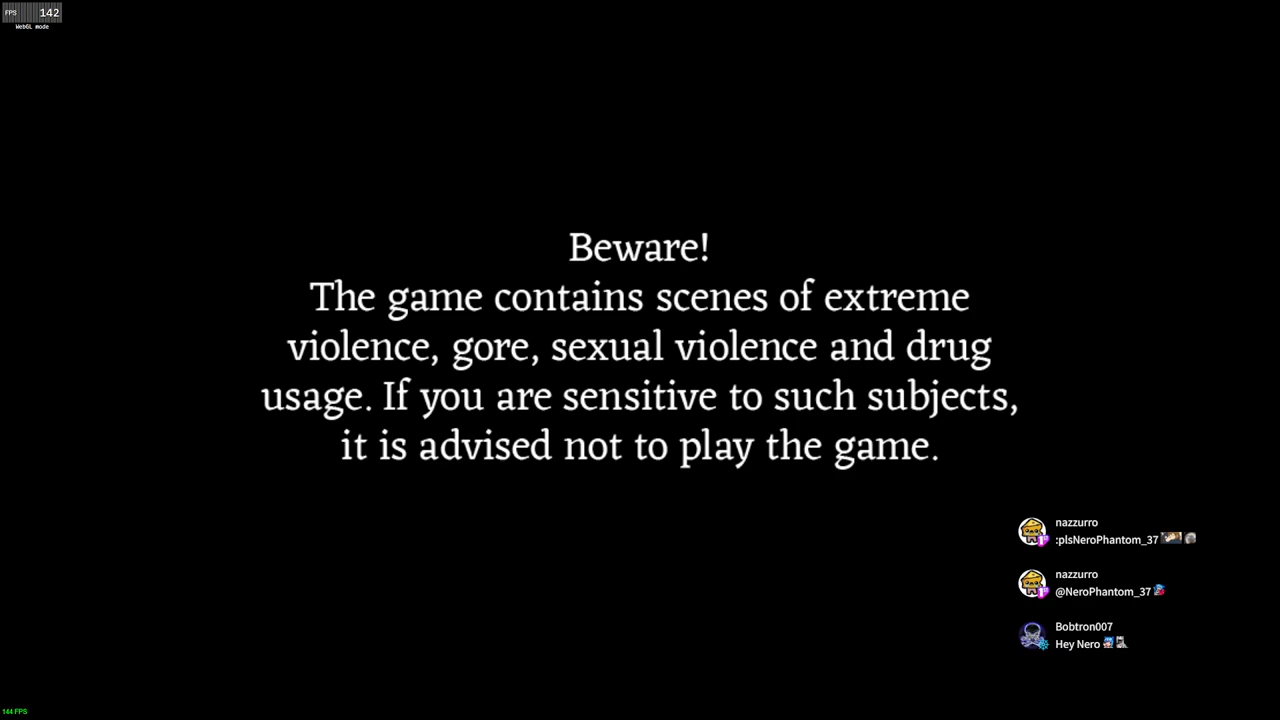 FPS 142
WebGL mode
Beware!
The game contains scenes of extreme
violence, gore, sexual violence and drug
usage. If you are sensitive to such subjects,
it is advised not to play the game.
nazzurro
:plsNeroPhantom_37
nazzurro
@NeroPhantom_37
Bobtron007
Hey Nero
144 FPS